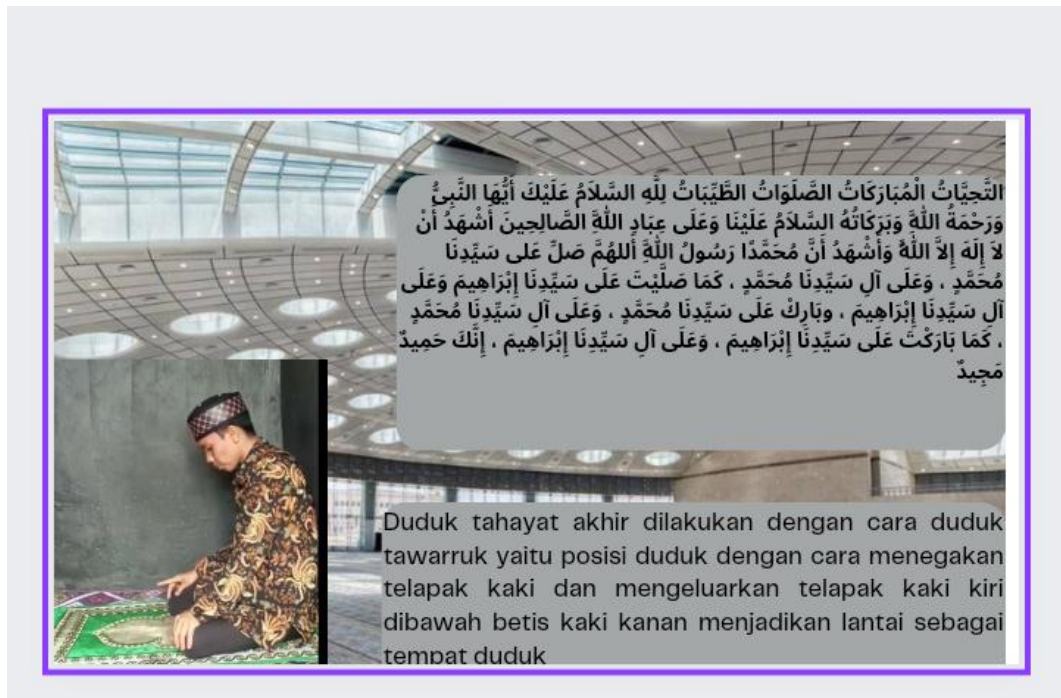 التَّحِيَّاتُ الْمُبَارَكَاتُ الصَّلَوَاتُ الطَّيِّبَاتُ لِلَّهِ السَّلاَمُ عَلَيْكَ أَيُّهَا النَّبِيُّ
وَرَحْمَةُ اللَّهِ وَبَرَكَاتُهُ السَّلاَمُ عَلَيْنَا وَعَلَى عِبَادِ اللَّهِ الصَّالِحِينَ أَشْهَدُ أَنْ
لاَ إِلَهَ إِلاَّ اللَّهُ وَأَشْهَدُ أَنَّ مُحَمَّدًا رَسُولُ اللَّهِ أَللهُمَّ صَلِّ عَلى سَيِّدِنَا
مُحَمَّدٍ ، وَعَلَى آلِ سَيِّدِنَا مُحَمَّدٍ ، كَمَا صَلَّيْتَ عَلَى سَيِّدِنَا إِبْرَاهِيمَ وَعَلَى
آلِ سَيِّدِنَا إِبْرَاهِيمَ ، وبَارِكْ عَلَى سَيِّدِنَا مُحَمَّدٍ ، وَعَلَى آلِ سَيِّدِنَا مُحَمَّدٍ
، كَمَا بَارَكْتَ عَلَى سَيِّدِنَا إِبْرَاهِيمَ ، وَعَلَى آلِ سَيِّدِنَا إِبْرَاهِيمَ ، إِنَّكَ حَمِيدٌ
مَجِيدٌ
Duduk tahayat akhir dilakukan dengan cara duduk
tawarruk yaitu posisi duduk dengan cara menegakan
telapak kaki dan mengeluarkan telapak kaki kiri
dibawah betis kaki kanan menjadikan lantai sebagai
tempat duduk